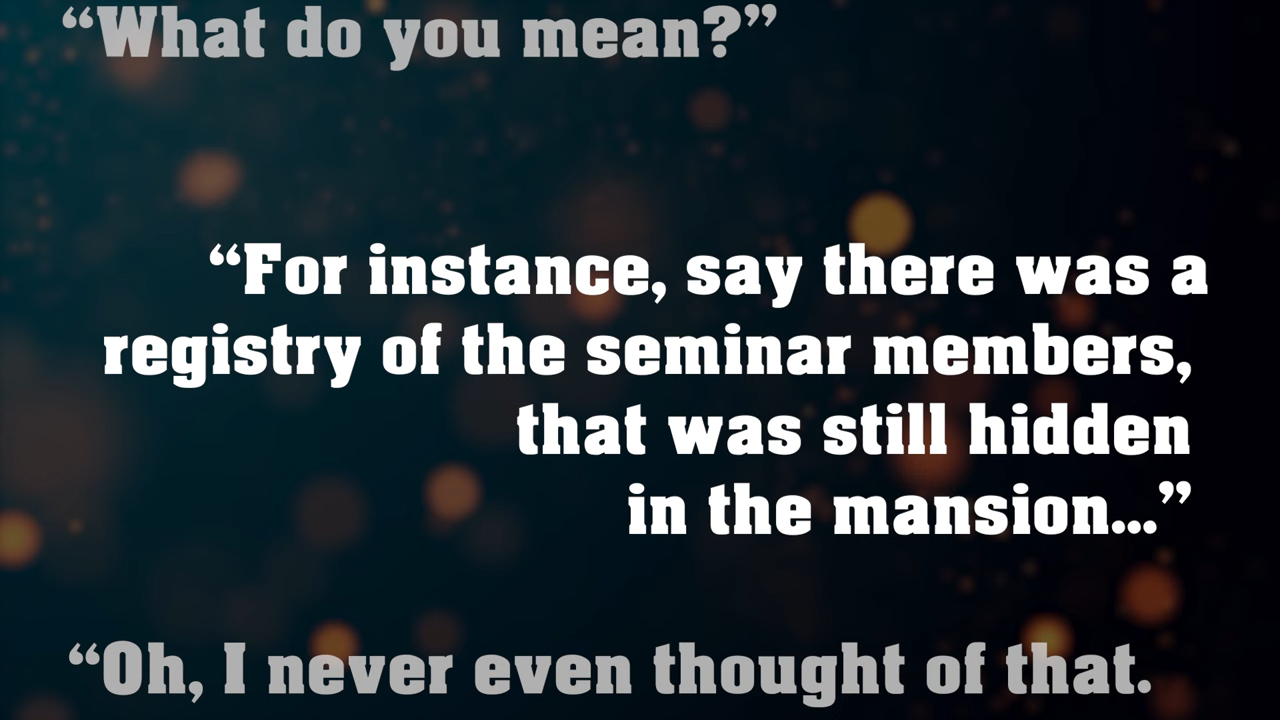 “What do you mean?”
“For instance, say there was a
registry of the seminar members,
that was still hidden
in the mansion...”
“Oh, I never even thought of that.